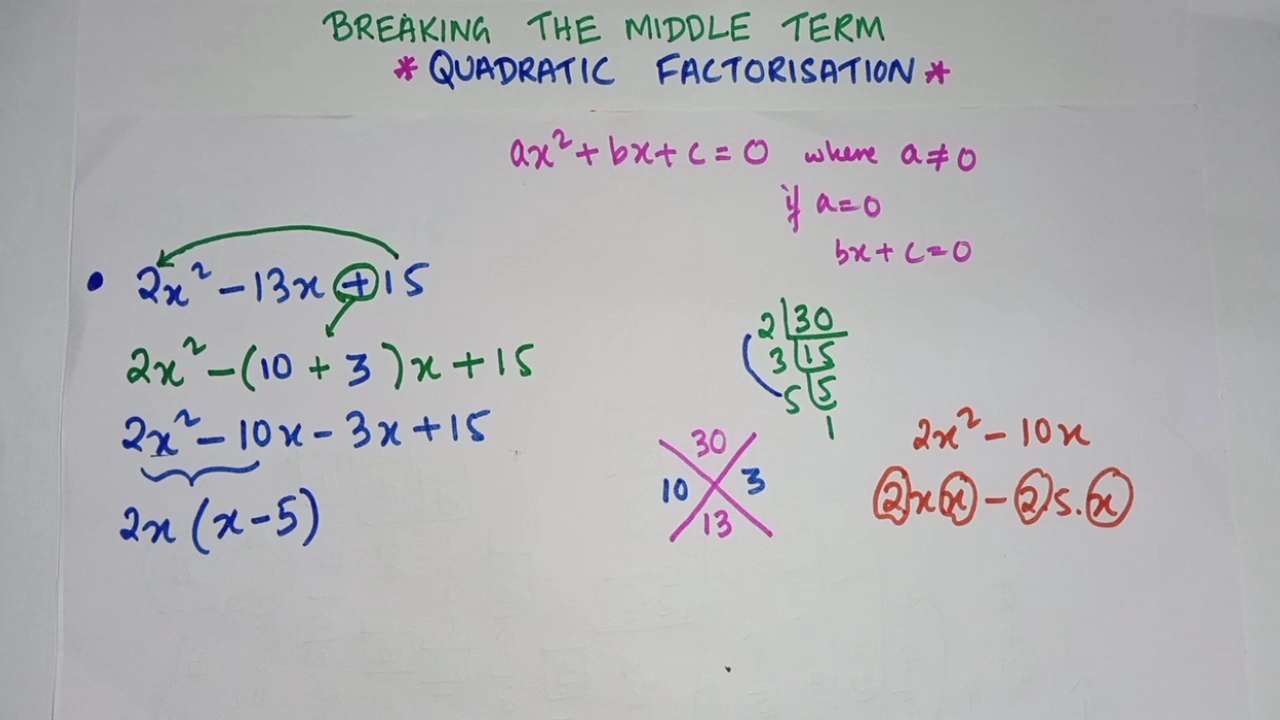 BREAKING THE MIDDLE TERM
* QUADRATIC FACTORISATION *
ax² + bx + c = 0 where a ≠ 0
if a = 0
bx + c = 0
• 2x² - 13x + 15
2x² - (10 + 3)x + 15
2x² - 10x - 3x + 15
2x (x - 5)
2 | 30
3 | 15
5 | 5
1
30
10 3
13
2x² - 10x
2x x - 2 5 . x